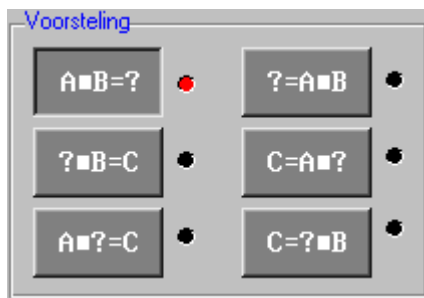 Voorsteling
A■B=? ?=A■B
?■B=C C=A■?
A■?=C C=?■B